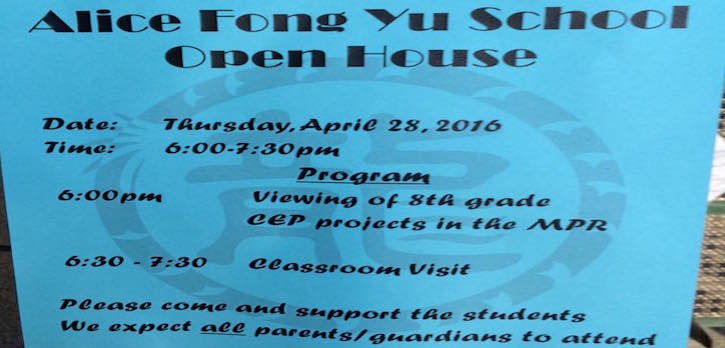 Alice Fong Yu School
Open House
Date: Thursday, April 28, 2016
Time: 6:00-7:30pm
Program
6:00pm Viewing of 8th grade
CEP projects in the MPR
6:30 - 7:30 Classroom Visit
Please come and support the students
We expect all parents/guardians to attend